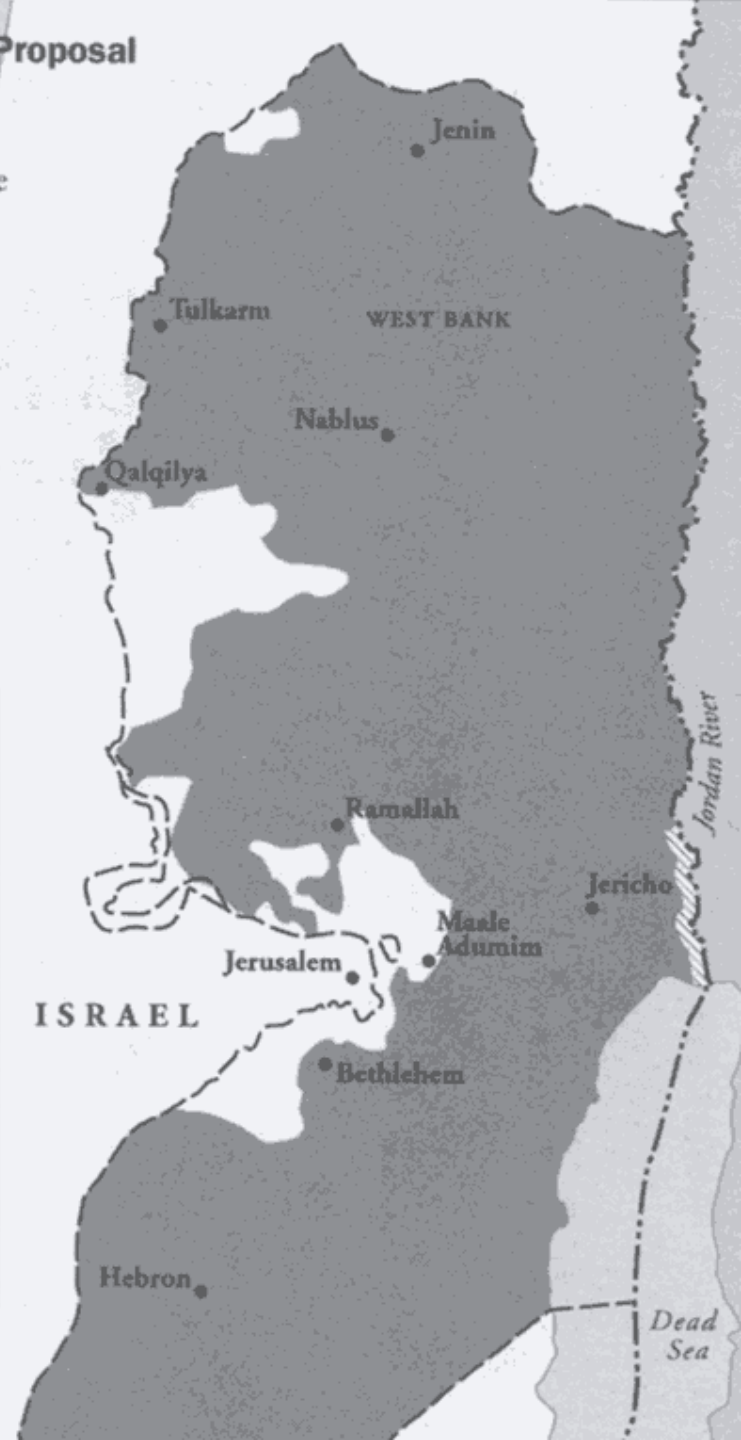 Proposal
Jenin
e
Tulkarm
WEST BANK
Nablus
Qalqilya
Jordan River
Ramallah
Jericho
Maale
Adumim
Jerusalem
ISRAEL
Bethlehem
Hebron
Dead
Sea